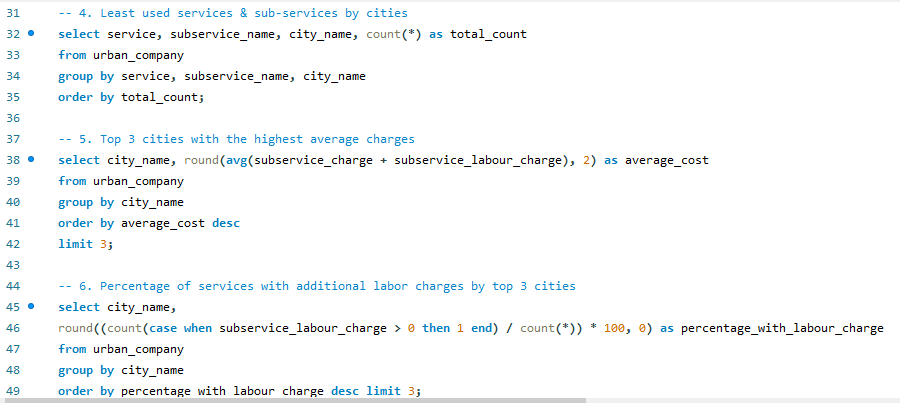 31 -- 4. Least used services & sub-services by cities
32 select service, subservice_name, city_name, count(*) as total_count
33 from urban_company
34 group by service, subservice_name, city_name
35 order by total_count;
36
37 -- 5. Top 3 cities with the highest average charges
38 select city_name, round(avg(subservice_charge + subservice_labour_charge), 2) as average_cost
39 from urban_company
40 group by city_name
41 order by average_cost desc
42 limit 3;
43
44 -- 6. Percentage of services with additional labor charges by top 3 cities
45 select city_name,
46 round((count(case when subservice_labour_charge > 0 then 1 end) / count(*)) * 100, 0) as percentage_with_labour_charge
47 from urban_company
48 group by city_name
49 order by percentage_with_labour_charge desc limit 3;